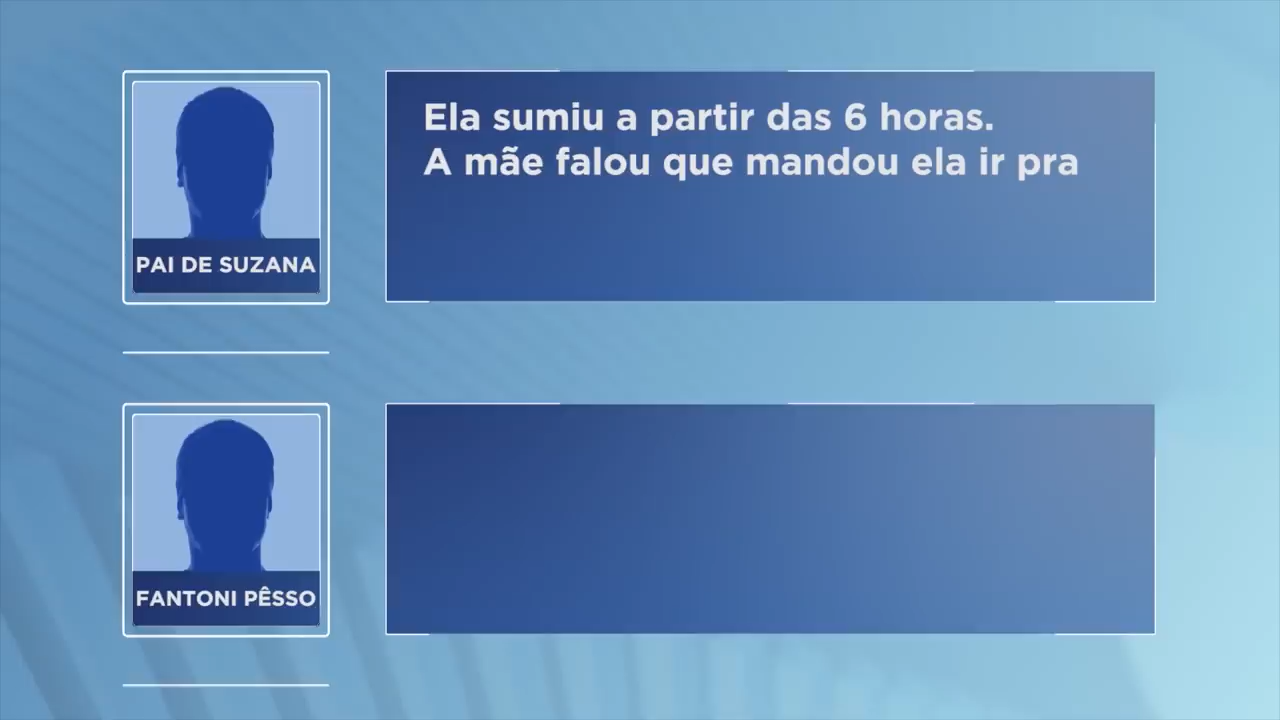 Ela sumiu a partir das 6 horas.
A mãe falou que mandou ela ir pra
PAI DE SUZANA
FANTONI PÊSSO